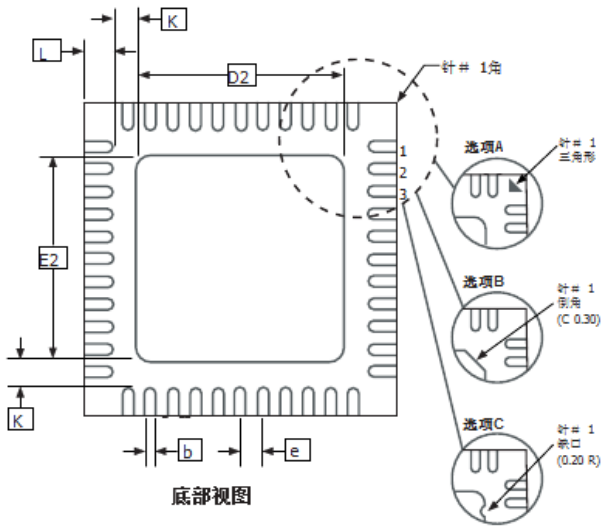 K
L
D2
针# 1角
1
2
3
E2
K
b
e
底部视图
选项A
针# 1
三角形
选项B
针# 1
倒角
(C 0.30)
选项C
针# 1
缺口
(0.20 R)